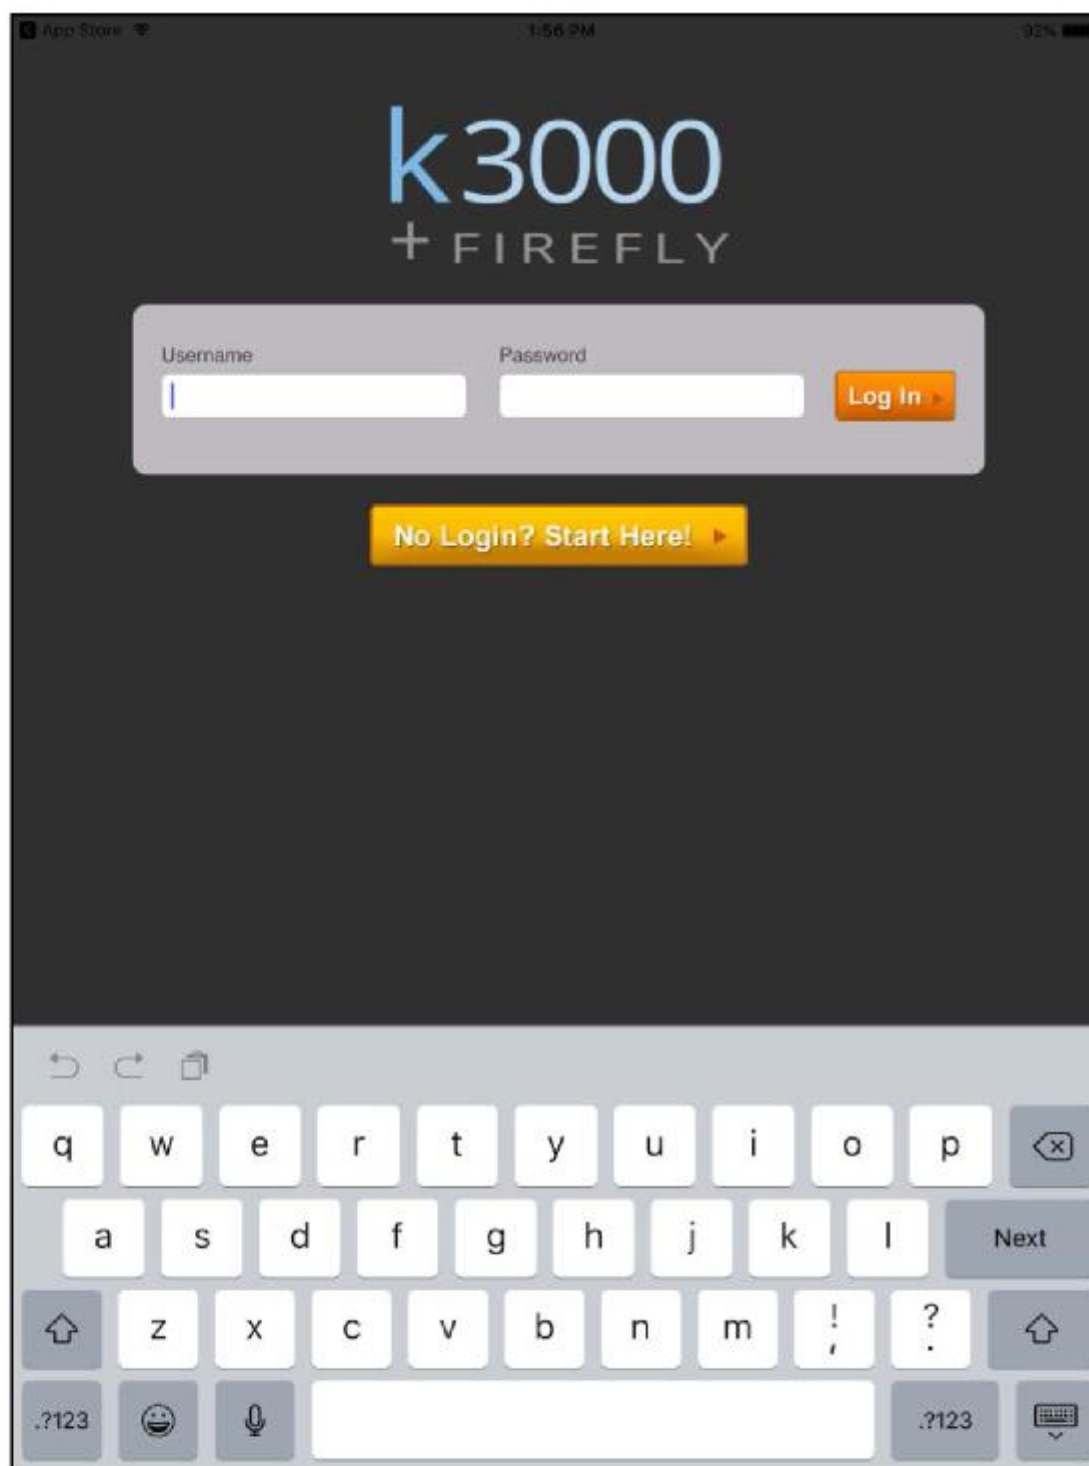 App Store 1:56 PM 92%
k3000
+FIREFLY
Username Password
Log In
No Login? Start Here!
q w e r t y u i o p
a s d f g h j k l Next
z x c v b n m ! , ? .
.?123 .?123